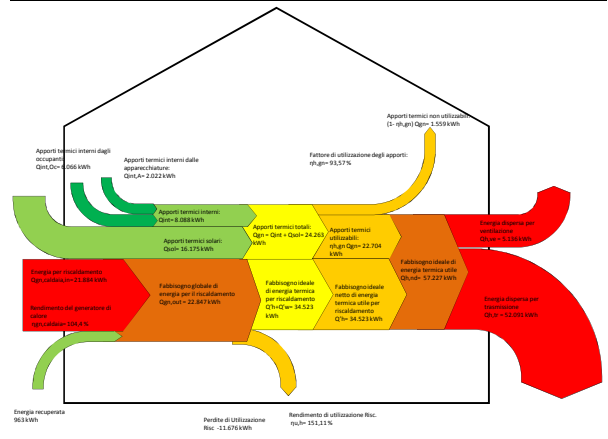 Apporti termici non utilizzabili:
(1- ηh,gn) Qgn= 1.559 kWh
Apporti termici interni dagli
occupanti:
Qint,Oc= 6.066 kWh
Apporti termici interni dalle
apparecchiature:
Qint,A= 2.022 kWh
Fattore di utilizzazione degli apporti:
ηh,gn= 93,57 %
Apporti termici interni:
Qint= 8.088 kWh
Apporti termici solari:
Qsol= 16.175 kWh
Apporti termici totali:
Qgn = Qint + Qsol= 24.263
kWh
Apporti termici
utilizzabili:
ηh,gn Qgn= 22.704
kWh
Energia dispersa per
ventilazione
Energia per riscaldamento
Rendimento del generatore di
calore
Fabbisogno globale di
energia per il riscaldamento
Qgn,out = 22.847 kWh
Fabbisogno ideale
di energia termica
per riscaldamento
Q'h+Q'w= 34.523
kWh
Fabbisogno ideale
netto di energia
termica utile per
riscaldamento
Q'h= 34.523 kWh
Fabbisogno ideale di
energia termica utile
Qh,nd= 57.227 kWh
Energia dispersa per
trasmissione
Energia recuperata
963 kWh
Perdite di Utilizzazione
Risc -11.676 kWh
Rendimento di utilizzazione Risc.
ηu,h= 151,11 %